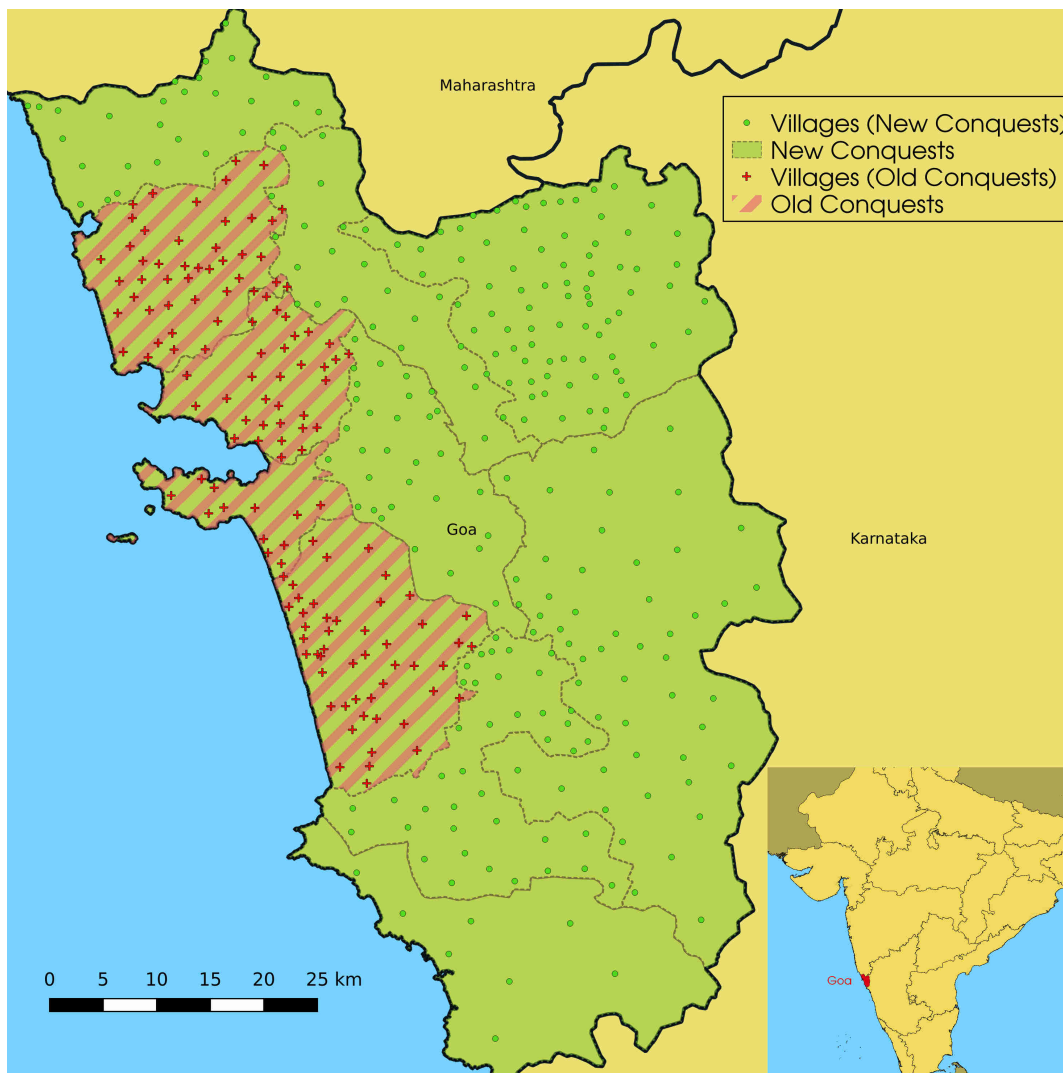 Maharashtra
Villages (New Conquests)
New Conquests
Villages (Old Conquests)
Old Conquests
Goa
Karnataka
0 5 10 15 20 25 km
Goa